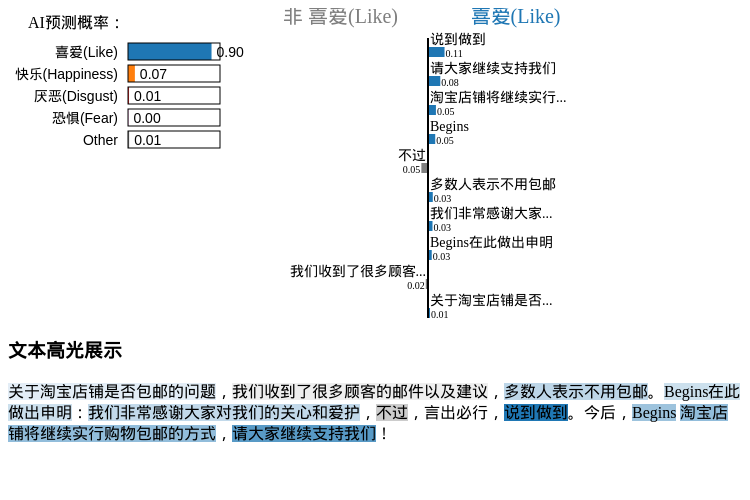 AI预测概率：
喜爱(Like) 0.90
快乐(Happiness) 0.07
厌恶(Disgust) 0.01
恐惧(Fear) 0.00
Other 0.01
非 喜爱(Like) 喜爱(Like)
说到做到
0.11
请大家继续支持我们
0.08
淘宝店铺将继续实行...
0.05
Begins
0.05
不过
0.05
多数人表示不用包邮
0.03
我们非常感谢大家...
0.03
Begins在此做出申明
0.03
我们收到了很多顾客...
0.02
关于淘宝店铺是否...
0.01
文本高光展示
关于淘宝店铺是否包邮的问题，我们收到了很多顾客的邮件以及建议，多数人表示不用包邮。Begins在此
做出申明：我们非常感谢大家对我们的关心和爱护，不过，言出必行，说到做到。今后，Begins 淘宝店
铺将继续实行购物包邮的方式，请大家继续支持我们！